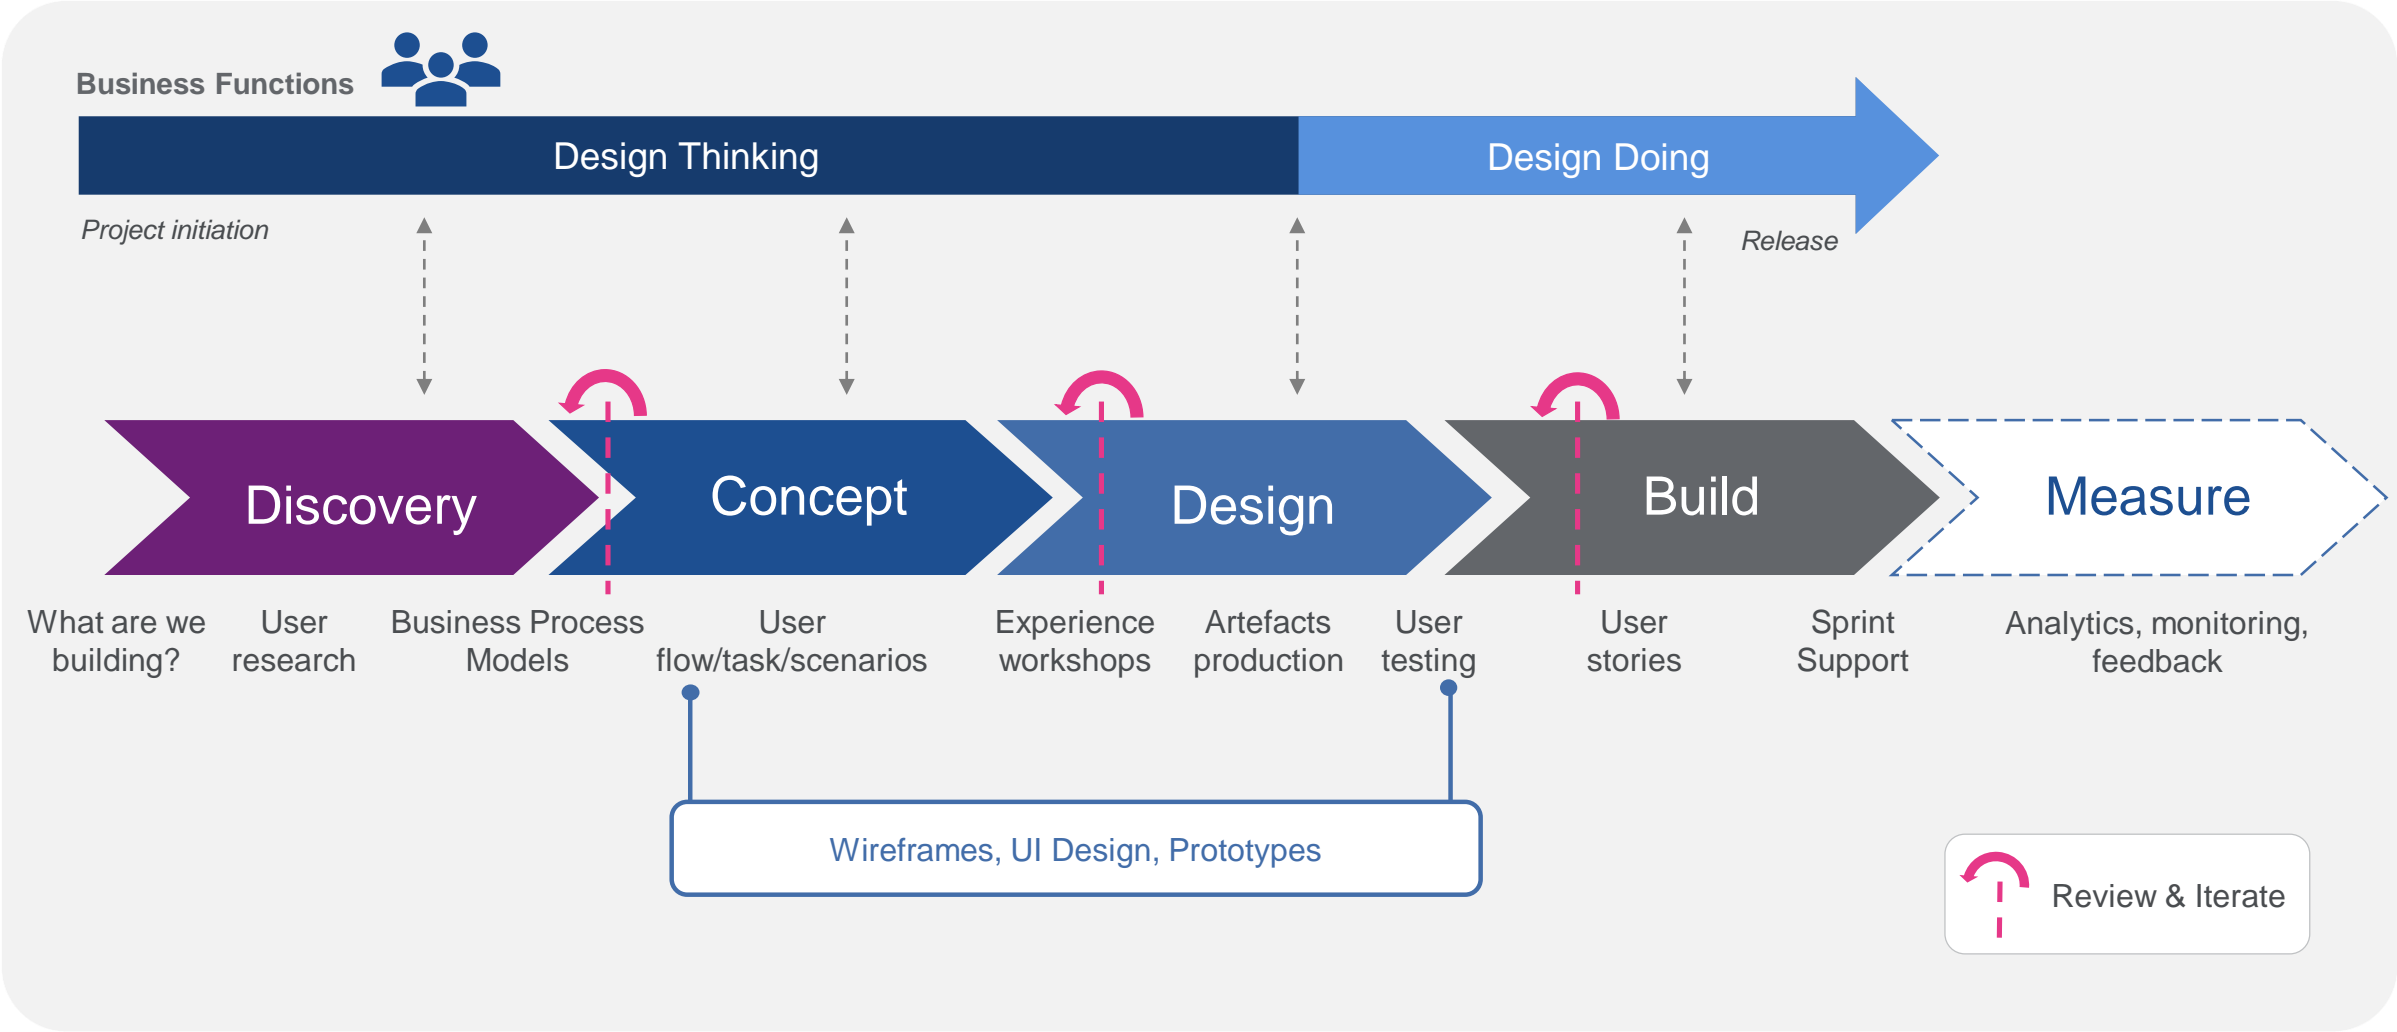 Business Functions
Design Thinking
Design Doing
Project initiation
Release
Discovery
Concept
Design
Build
Measure
What are we
building?
User
research
Business Process
Models
User
flow/task/scenarios
Experience
workshops
Artefacts
production
User
testing
User
stories
Sprint
Support
Analytics, monitoring,
feedback
Wireframes, UI Design, Prototypes
Review & Iterate